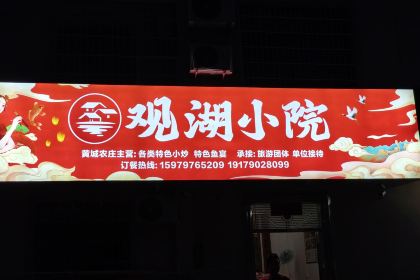 观湖小院
黄城农庄主营: 各类特色小炒 特色鱼宴 承接: 旅游团体 单位接待
订餐热线: 15979765209 19179028099